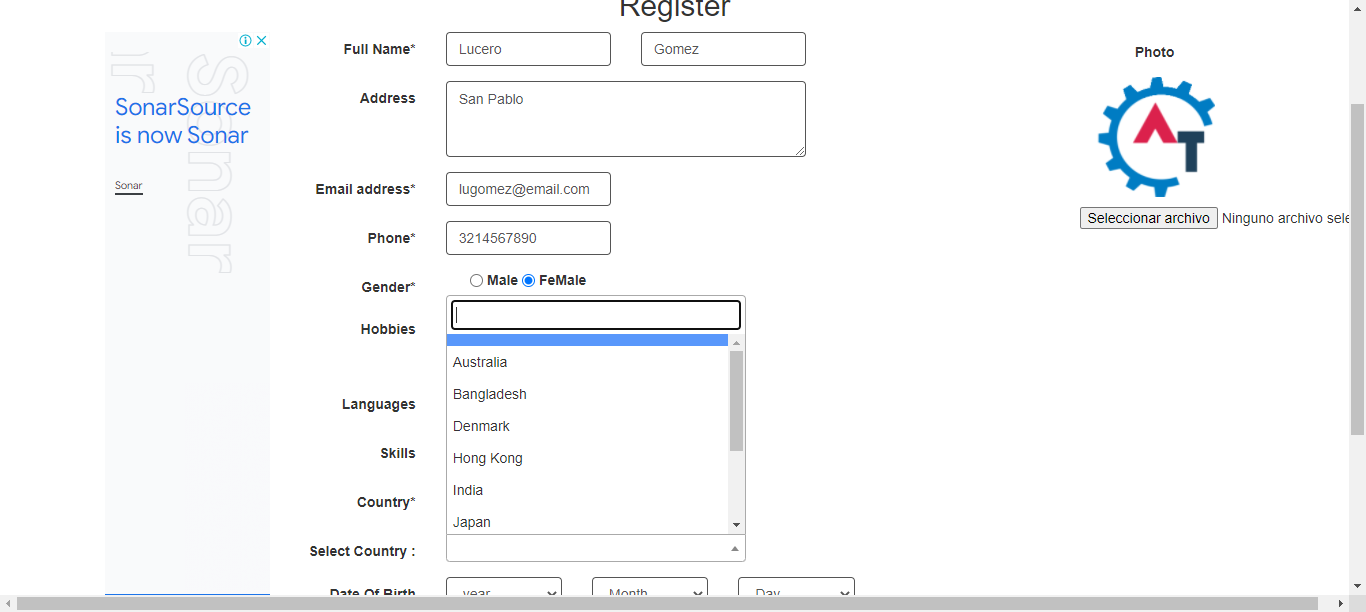 Register
Full Name* Lucero Gomez
Photo
Address San Pablo
SonarSource
is now Sonar
Sonar
Sonar
ar
AT
Email address* lugomez@email.com
Seleccionar archivo Ninguno archivo sele
Phone* 3214567890
Gender* Male FeMale
Hobbies
Australia
Bangladesh
Languages
Denmark
Skills
Hong Kong
India
Country*
Japan
Select Country :
Date Of Birth year Month Day